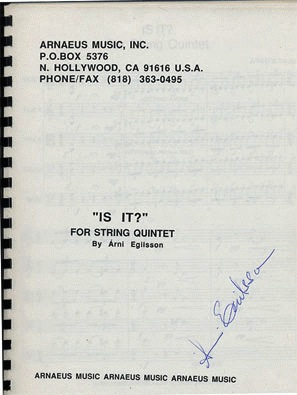 ARNAEUS MUSIC, INC.
P.O.BOX 5376
N. HOLLYWOOD, CA 91616 U.S.A.
PHONE/FAX (818) 363-0495
"IS IT?"
FOR STRING QUINTET
By Árni Egilsson
ARNAEUS MUSIC ARNAEUS MUSIC ARNAEUS MUSIC